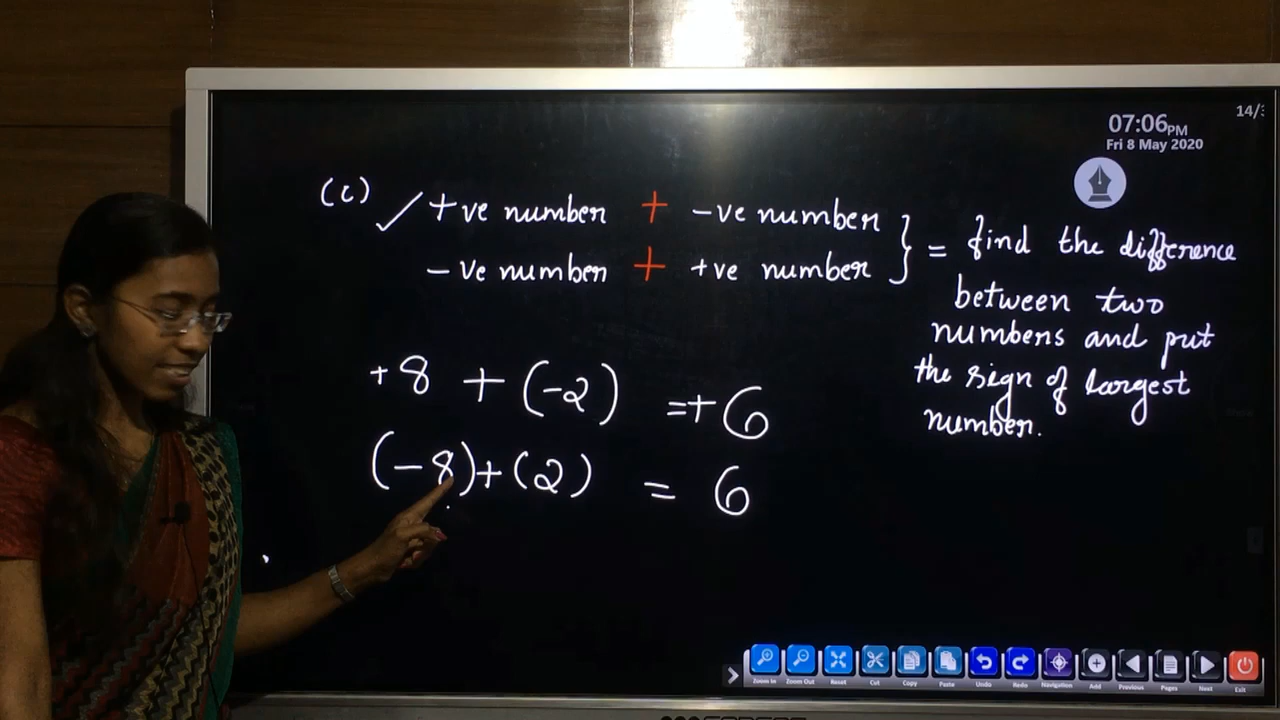 14/3
07:06PM
Fri 8 May 2020
(c) ✓ +ve number + -ve number
-ve number + +ve number } = find the difference
between two
numbers and put
the sign of largest
number.
+8 + (-2) =+6
(-8)+(2) = 6
Zoom In Zoom Out Reset Cut Copy Paste Undo Redo Navigation Add Previous Pages Next Exit